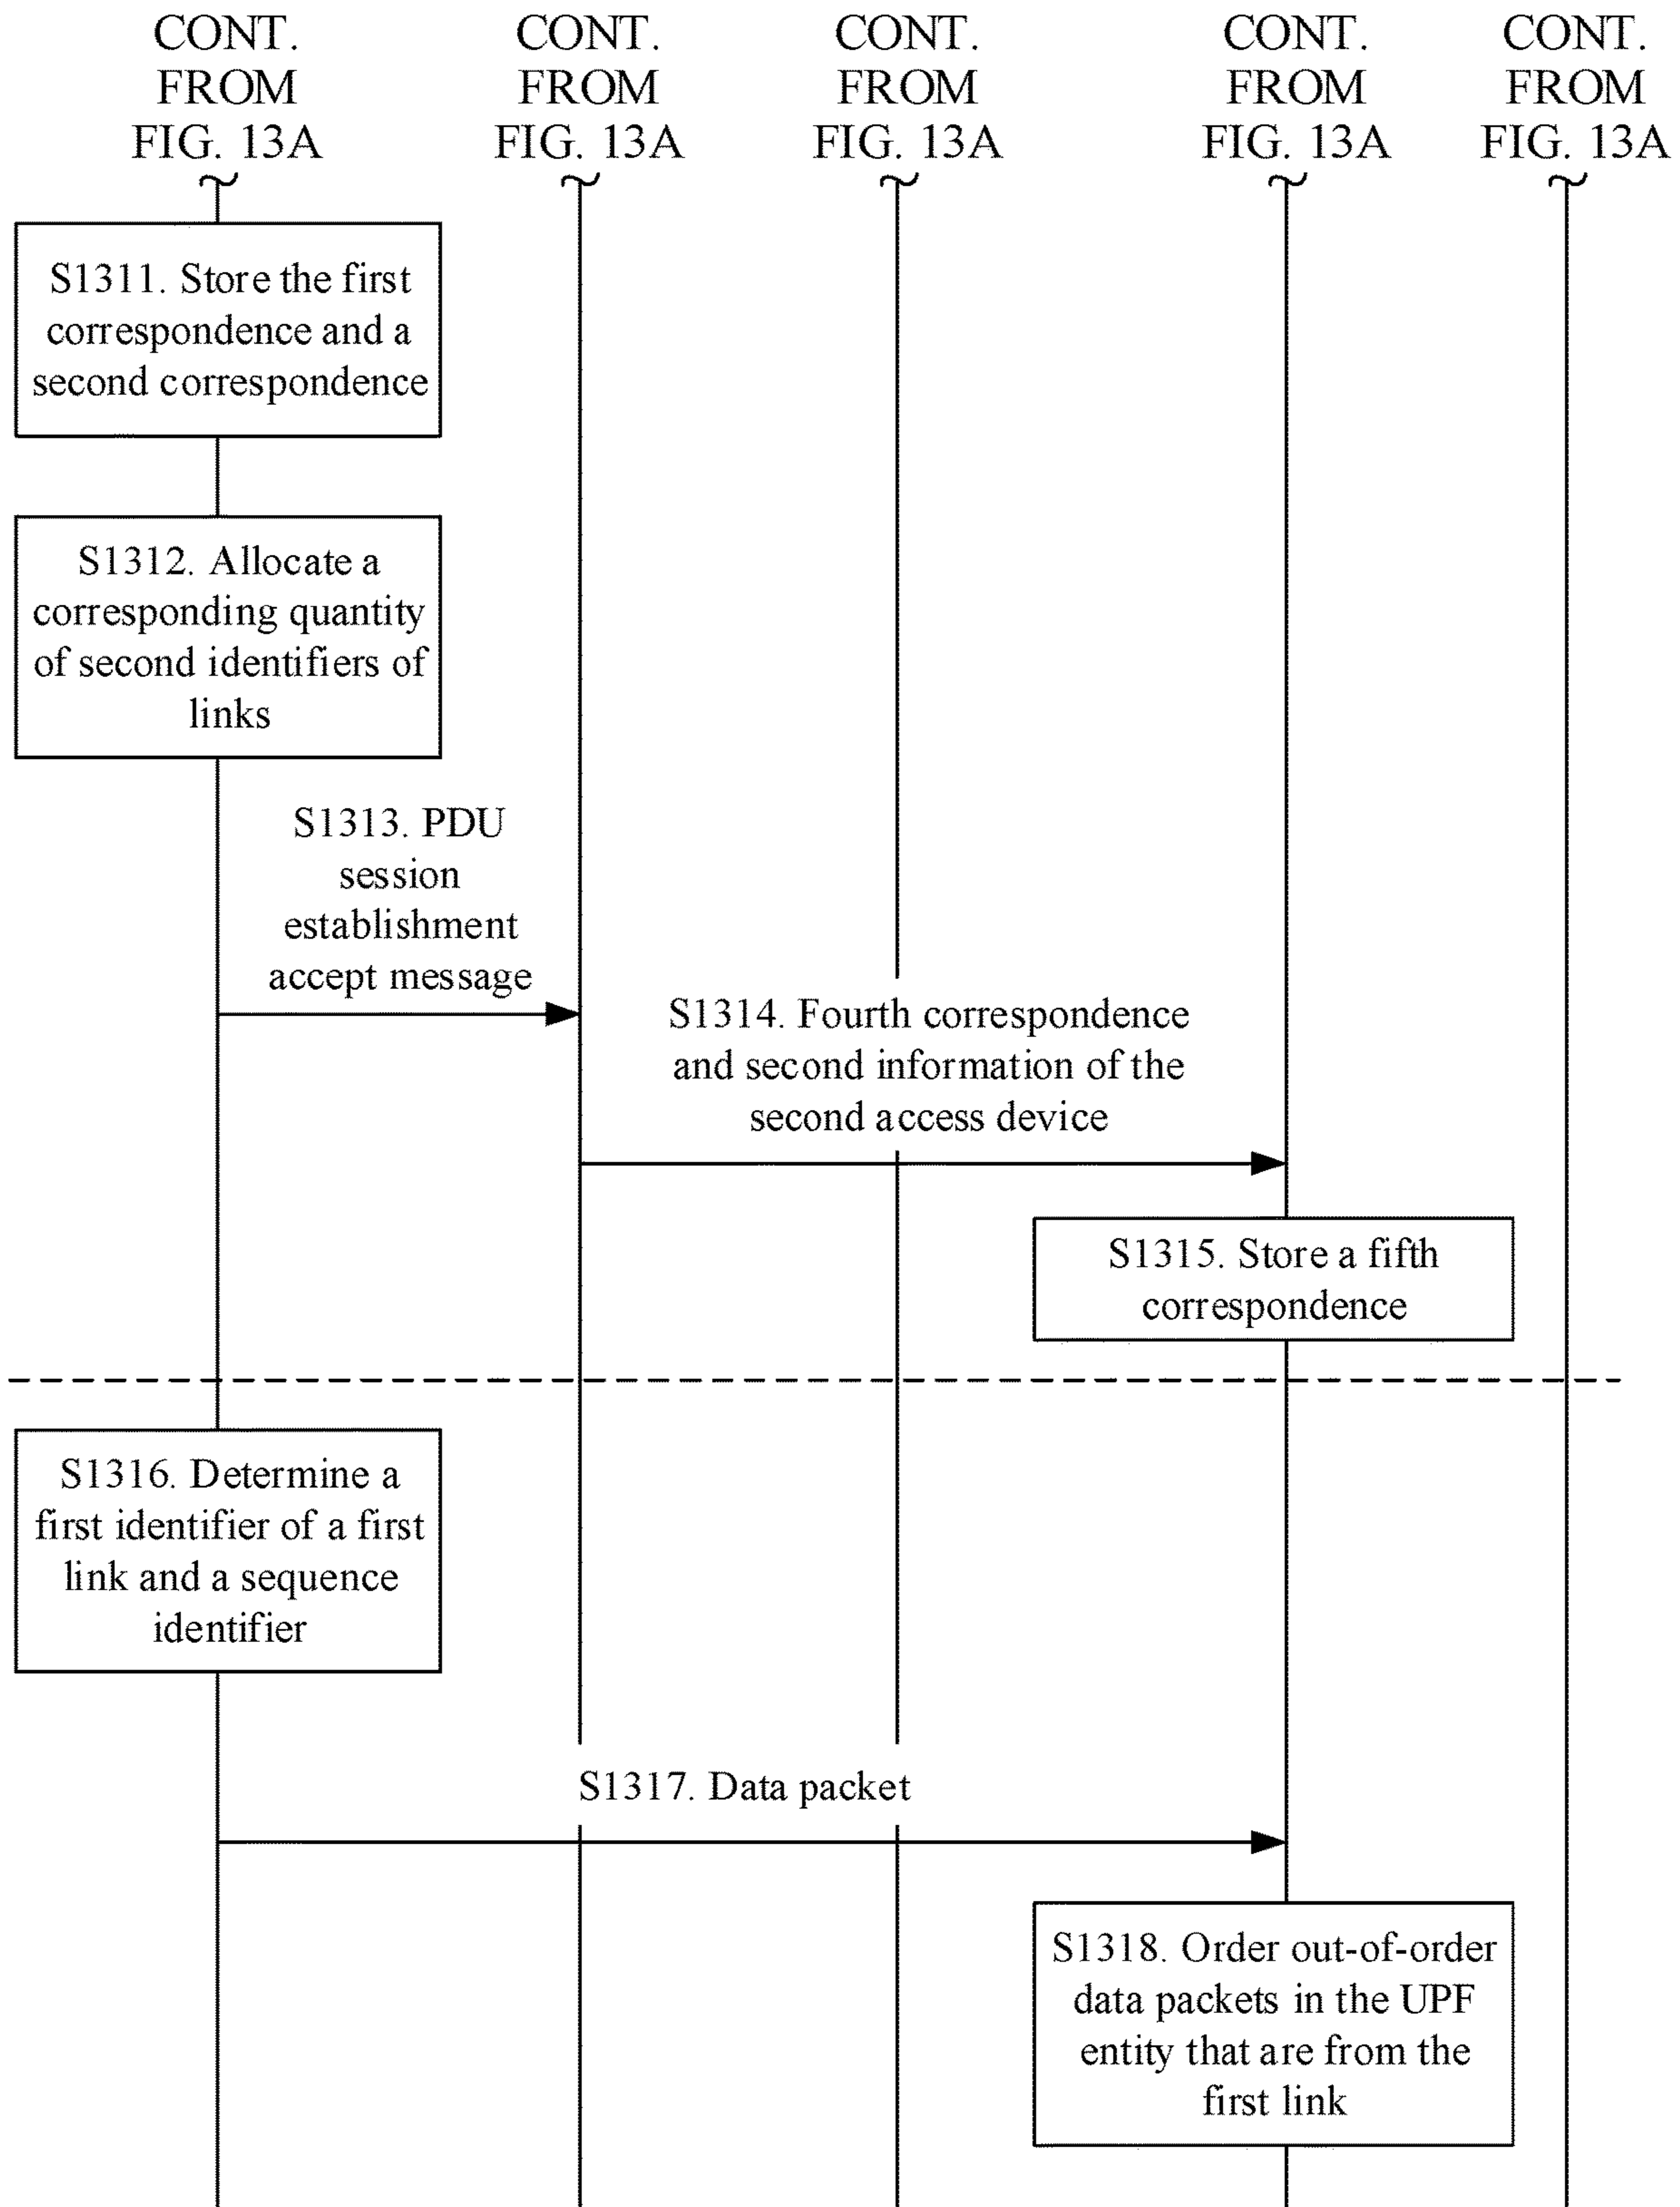 CONT. FROM FIG. 13A
CONT. FROM FIG. 13A
CONT. FROM FIG. 13A
CONT. FROM FIG. 13A
CONT. FROM FIG. 13A
S1311. Store the first
correspondence and a
second correspondence
S1312. Allocate a
corresponding quantity
of second identifiers of
links
S1313. PDU
session
establishment
accept message
S1314. Fourth correspondence
and second information of the
second access device
S1315. Store a fifth
correspondence
S1316. Determine a
first identifier of a first
link and a sequence
identifier
S1317. Data packet
S1318. Order out-of-order
data packets in the UPF
entity that are from the
first link